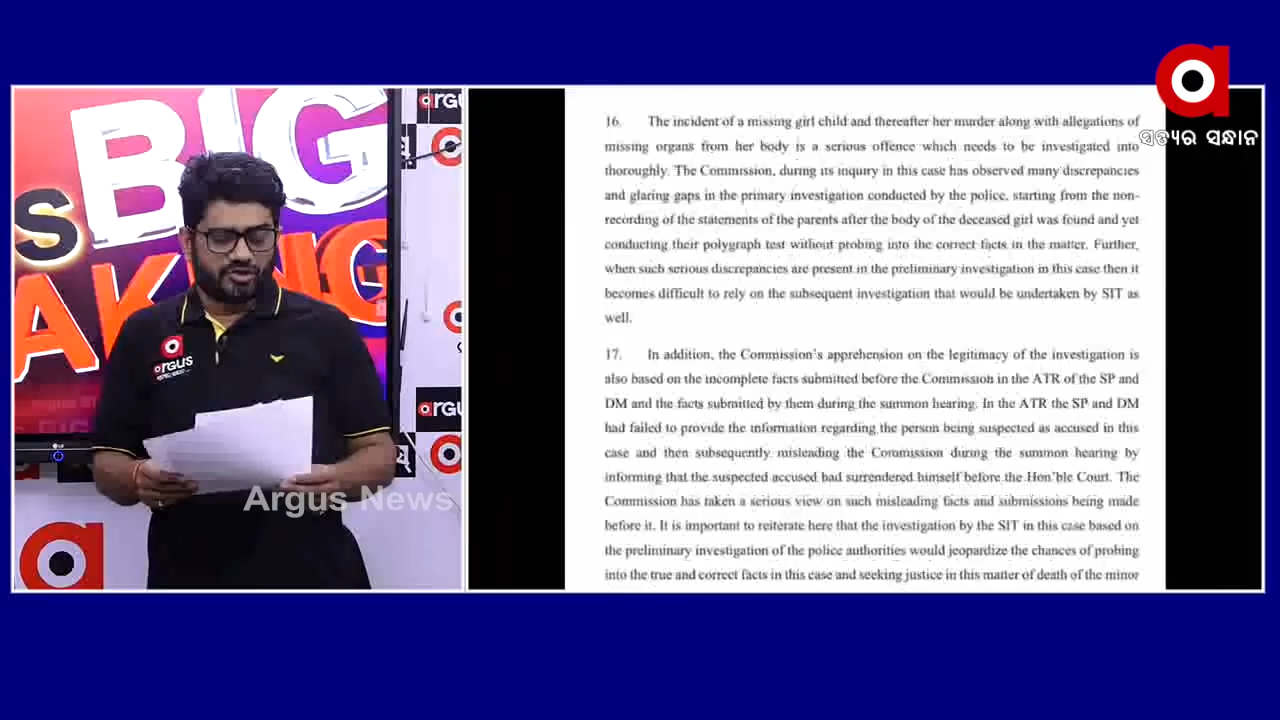 BIG
S
AKING
argus
argus
Argus News
argus
ସତ୍ୟର ସନ୍ଧାନ
16. The incident of a missing girl child and thereafter her murder along with allegations of
missing organs from her body is a serious offence which needs to be investigated into
thoroughly. The Commission, during its inquiry in this case has observed many discrepancies
and glaring gaps in the primary investigation conducted by the police, starting from the non-
recording of the statements of the parents after the body of the deceased girl was found and yet
conducting their polygraph test without probing into the correct facts in the matter. Further,
when such serious discrepancies are present in the preliminary investigation in this case then it
becomes difficult to rely on the subsequent investigation that would be undertaken by SIT as
well.
17. In addition, the Commission's apprehension on the legitimacy of the investigation is
also based on the incomplete facts submitted before the Commission in the ATR of the SP and
DM and the facts submitted by them during the summon hearing. In the ATR the SP and DM
had failed to provide the information regarding the person being suspected as accused in this
case and then subsequently misleading the Commission during the summon hearing by
informing that the suspected accused had surrendered himself before the Hon'ble Court. The
Commission has taken a serious view on such misleading facts and submissions being made
before it. It is important to reiterate here that the investigation by the SIT in this case based on
the preliminary investigation of the police authorities would jeopardize the chances of probing
into the true and correct facts in this case and seeking justice in this matter of death of the minor